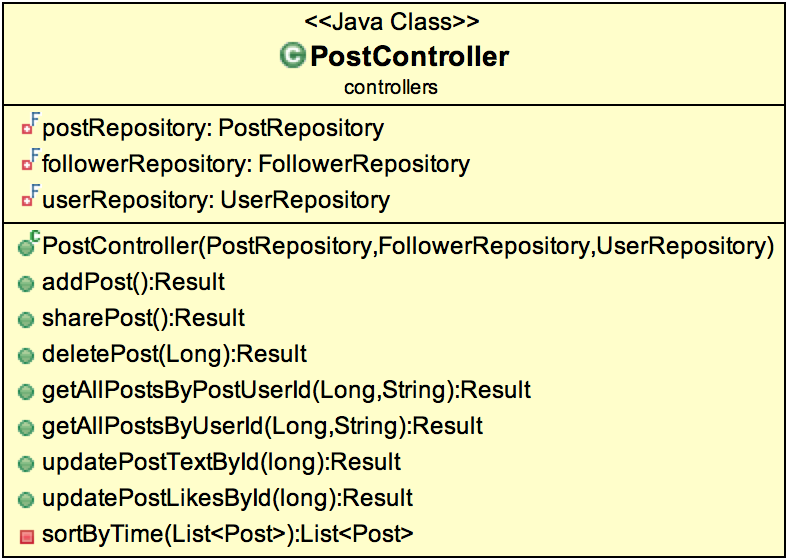 <<Java Class>>
C PostController
controllers
F postRepository: PostRepository
F followerRepository: FollowerRepository
F userRepository: UserRepository
C PostController(PostRepository,FollowerRepository,UserRepository)
addPost():Result
sharePost():Result
deletePost(Long):Result
getAllPostsByPostUserId(Long,String):Result
getAllPostsByUserId(Long,String):Result
updatePostTextById(long):Result
updatePostLikesById(long):Result
sortByTime(List<Post>):List<Post>